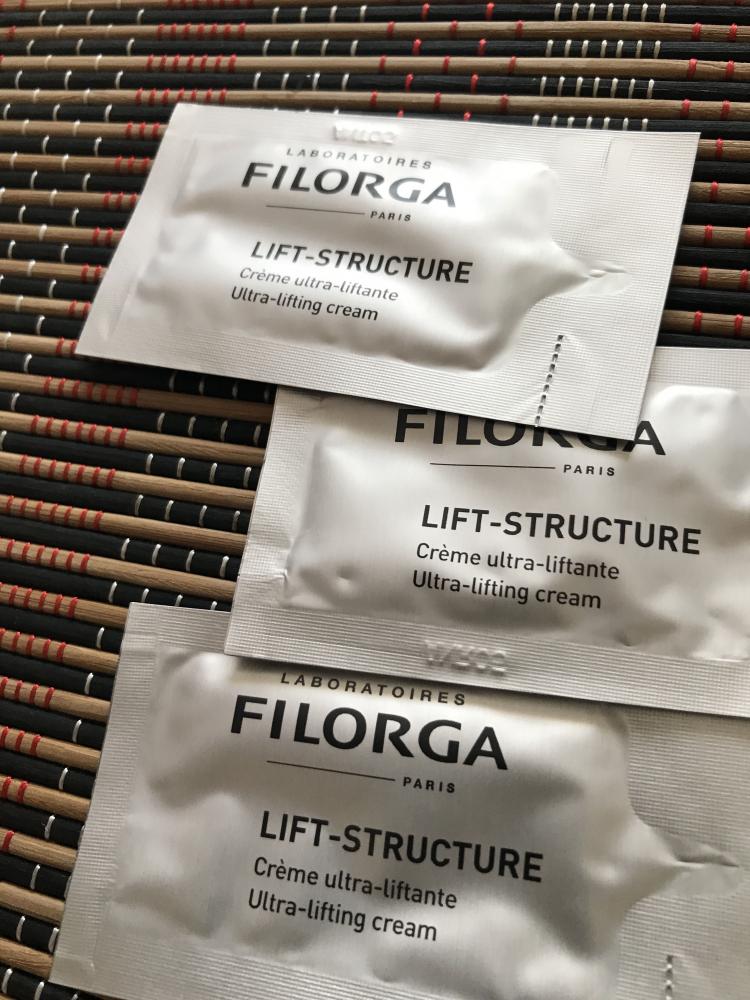 LABORATOIRES
FILORGA
PARIS
LIFT-STRUCTURE
Crème ultra-liftante
Ultra-lifting cream
FILORGA
PARIS
LIFT-STRUCTURE
Crème ultra-liftante
Ultra-lifting cream
LABORATOIRES
FILORGA
PARIS
LIFT-STRUCTURE
Crème ultra-liftante
Ultra-lifting cream